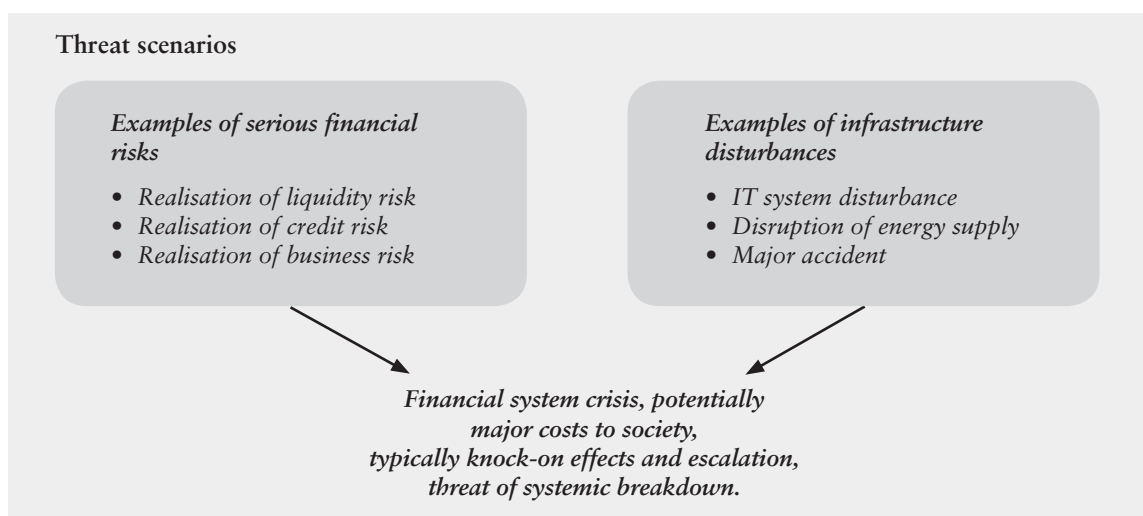 Threat scenarios
Examples of serious financial
risks
• Realisation of liquidity risk
• Realisation of credit risk
• Realisation of business risk
Examples of infrastructure
disturbances
• IT system disturbance
• Disruption of energy supply
• Major accident
Financial system crisis, potentially
major costs to society,
typically knock-on effects and escalation,
threat of systemic breakdown.